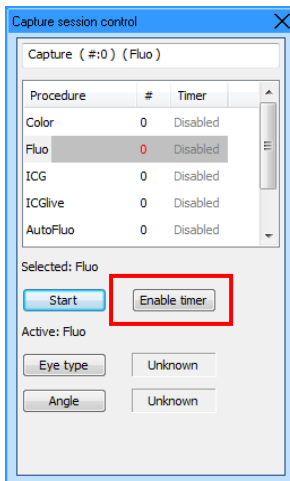 Capture session control
Capture ( #:0 ) ( Fluo )
Procedure # Timer
Color 0 Disabled
Fluo 0 Disabled
ICG 0 Disabled
ICGlive 0 Disabled
AutoFluo 0 Disabled
Selected: Fluo
Start Enable timer
Active: Fluo
Eye type Unknown
Angle Unknown